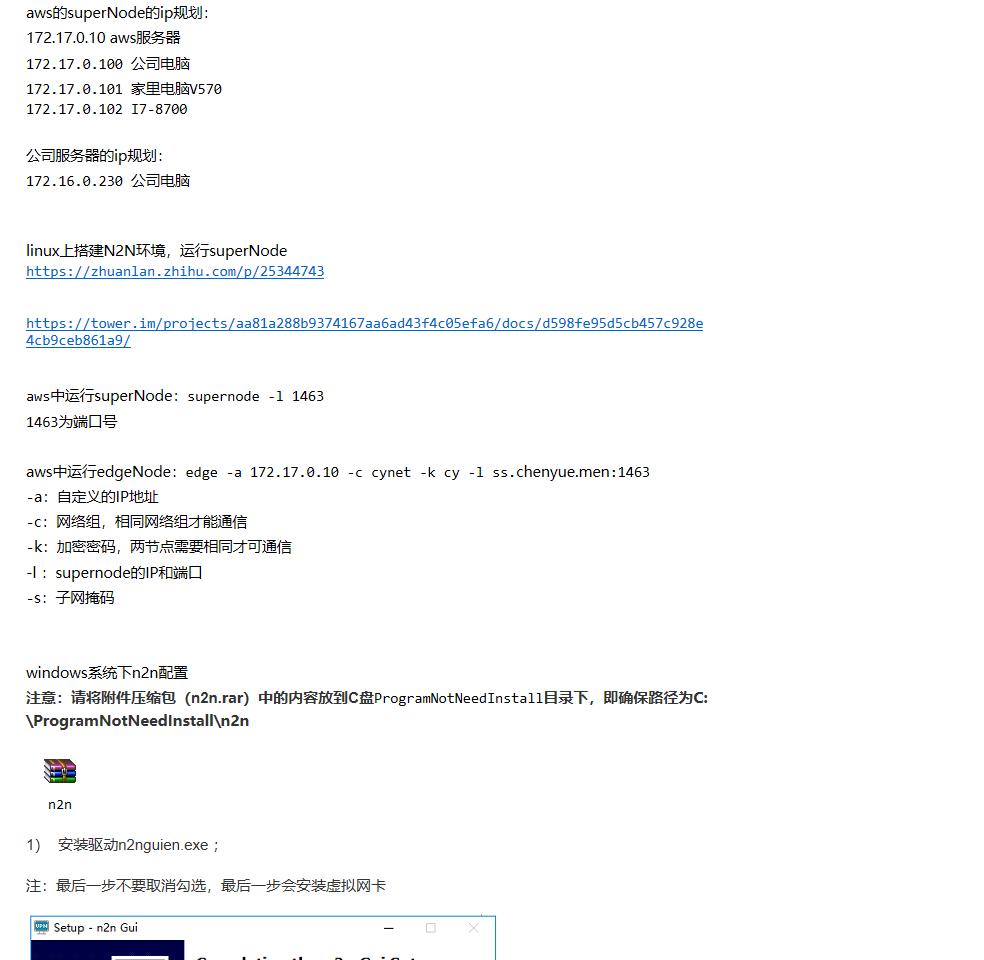 aws的superNode的ip规划：
172.17.0.10 aws服务器
172.17.0.100 公司电脑
172.17.0.101 家里电脑V570
172.17.0.102 I7-8700
公司服务器的ip规划：
172.16.0.230 公司电脑
linux上搭建N2N环境，运行superNode
https://zhuanlan.zhihu.com/p/25344743
https://tower.im/projects/aa81a288b9374167aa6ad43f4c05efa6/docs/d598fe95d5cb457c928e
4cb9ceb861a9/
aws中运行superNode：supernode -l 1463
1463为端口号
aws中运行edgeNode：edge -a 172.17.0.10 -c cynet -k cy -l ss.chenyue.men:1463
-a：自定义的IP地址
-c：网络组，相同网络组才能通信
-k：加密密码，两节点需要相同才可通信
-l ：supernode的IP和端口
-s：子网掩码
windows系统下n2n配置
注意：请将附件压缩包（n2n.rar）中的内容放到C盘ProgramNotNeedInstall目录下，即确保路径为C:
\ProgramNotNeedInstall\n2n
n2n
1） 安装驱动n2nguien.exe ；
注：最后一步不要取消勾选，最后一步会安装虚拟网卡
Setup - n2n Gui